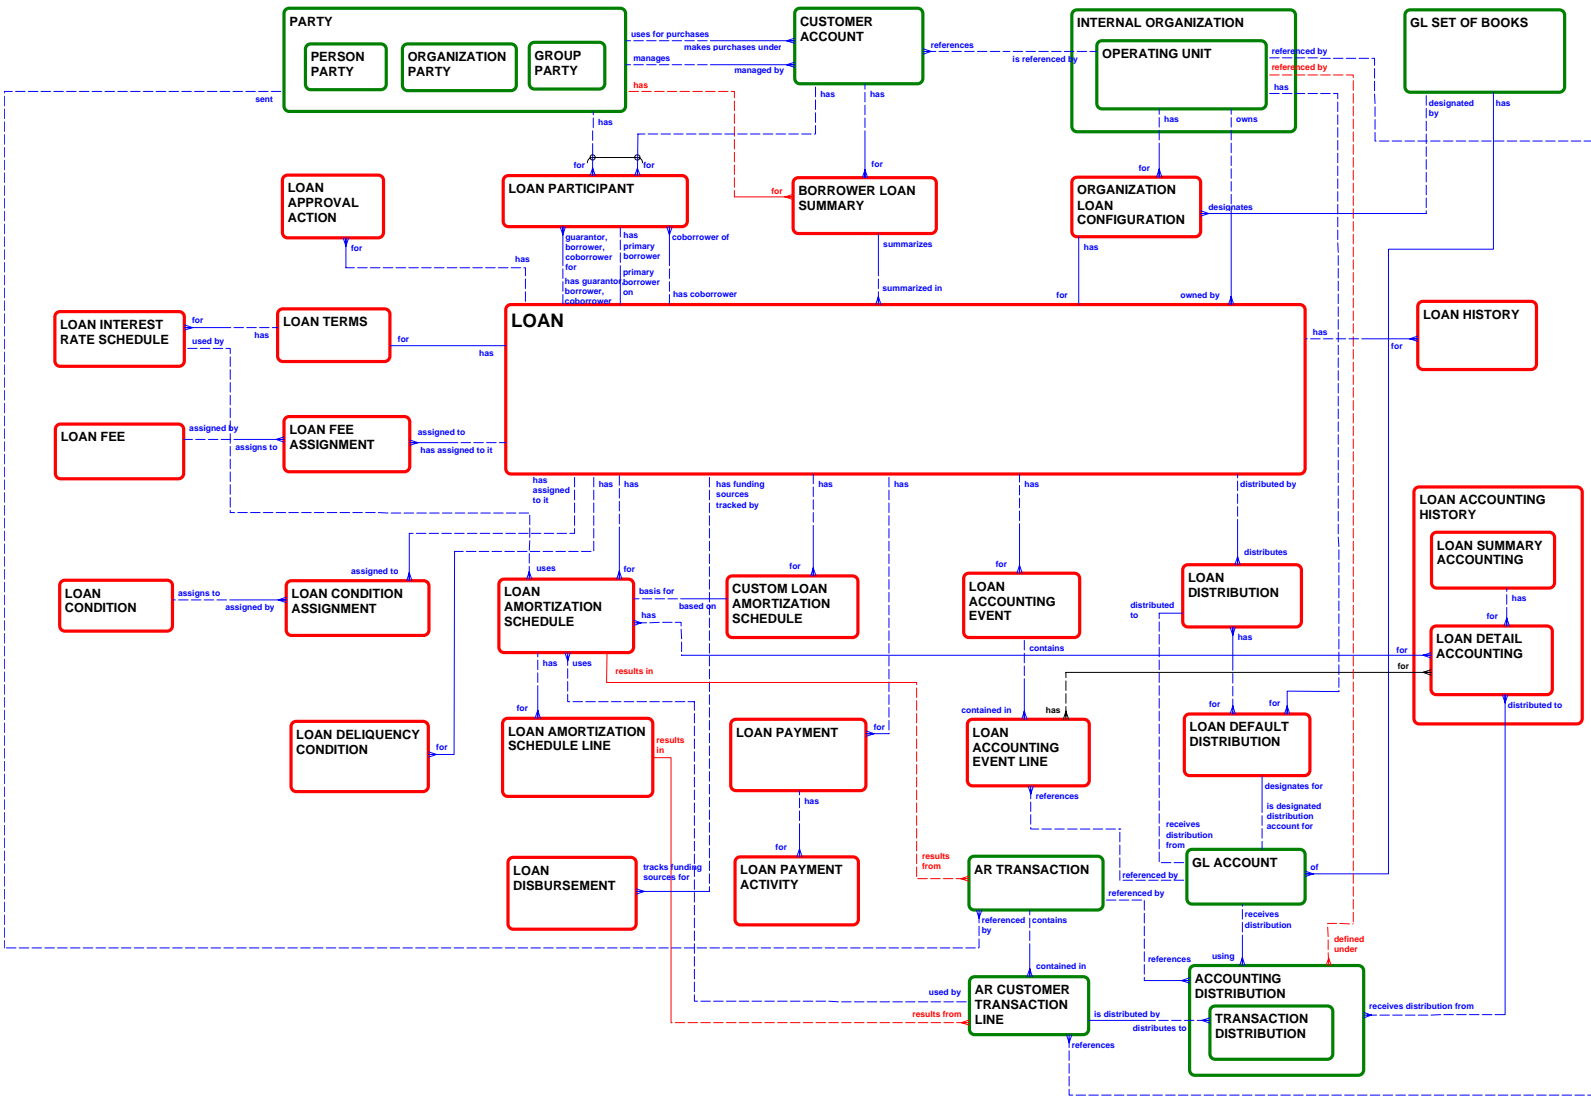 PARTY
PERSON
PARTY
ORGANIZATION
PARTY
GROUP
PARTY
uses for purchases
makes purchases under
manages
managed by
CUSTOMER
ACCOUNT
references
is referenced by
INTERNAL ORGANIZATION
OPERATING UNIT
referenced by
referenced by
has
GL SET OF BOOKS
designated
by
has
sent
has
has
has
has
has
owns
for
for
for
for
for
designates
LOAN
APPROVAL
ACTION
LOAN PARTICIPANT
BORROWER LOAN
SUMMARY
ORGANIZATION
LOAN
CONFIGURATION
for
has
guarantor,
borrower,
coborrower
for
has guarantor,
borrower,
coborrower
has
primary
borrower
primary
borrower
on
coborrower of
has coborrower
summarizes
summarized in
has
for
owned by
LOAN INTEREST
RATE SCHEDULE
for
has
used by
LOAN TERMS
for
has
LOAN
has
for
LOAN HISTORY
LOAN FEE
assigned by
assigns to
LOAN FEE
ASSIGNMENT
assigned to
has assigned to it
has
assigned
to it
has
has
has funding
sources
tracked by
has
has
has
distributed by
LOAN ACCOUNTING
HISTORY
LOAN SUMMARY
ACCOUNTING
has
for
LOAN DETAIL
ACCOUNTING
distributed to
assigned to
uses
for
for
for
distributes
LOAN
CONDITION
assigns to
assigned by
LOAN CONDITION
ASSIGNMENT
LOAN
AMORTIZATION
SCHEDULE
basis for
based on
has
CUSTOM LOAN
AMORTIZATION
SCHEDULE
LOAN
ACCOUNTING
EVENT
LOAN
DISTRIBUTION
distributed
to
has
contains
for
for
has
uses
results in
for
contained in
has
for
for
LOAN DELIQUENCY
CONDITION
for
LOAN AMORTIZATION
SCHEDULE LINE
results
in
LOAN PAYMENT
for
LOAN
ACCOUNTING
EVENT LINE
references
LOAN DEFAULT
DISTRIBUTION
designates for
is designated
distribution
account for
has
for
receives
distribution
from
LOAN
DISBURSEMENT
tracks funding
sources for
LOAN PAYMENT
ACTIVITY
results
from
AR TRANSACTION
referenced by
referenced by
GL ACCOUNT
of
referenced
by
contains
receives
distribution
defined
under
contained in
references
using
used by
results from
AR CUSTOMER
TRANSACTION
LINE
is distributed by
distributes to
references
ACCOUNTING
DISTRIBUTION
TRANSACTION
DISTRIBUTION
receives distribution from